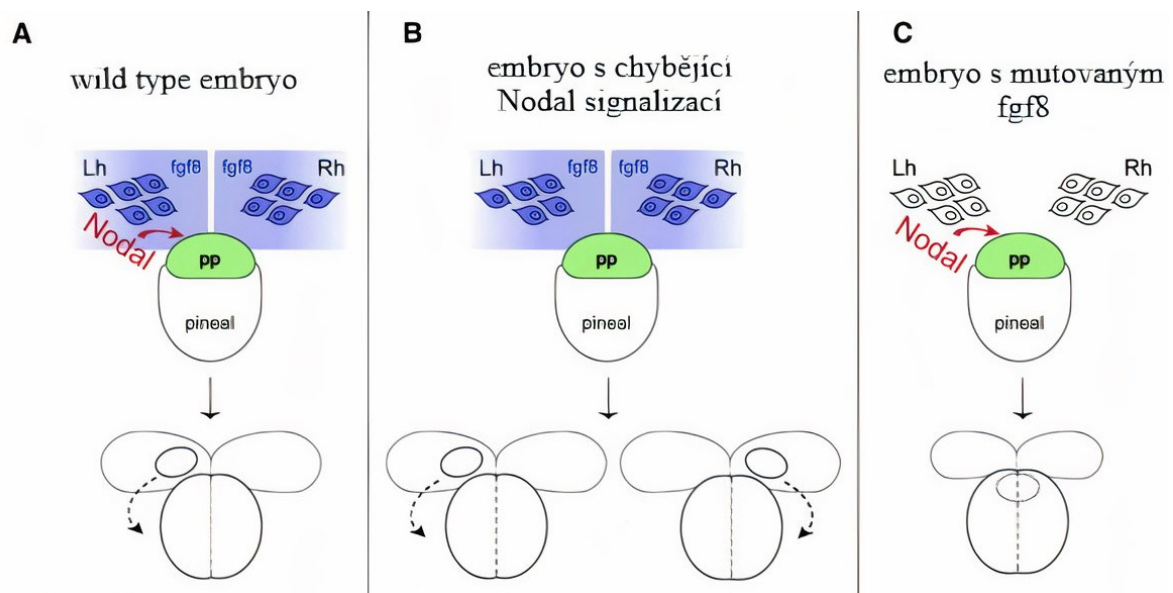 A
wild type embryo
Lh
fgf8
fgf8
Rh
Nodal
pp
pineal
B
embryo s chybějící
Nodal signalizací
Lh
fgf8
fgf8
Rh
pp
pineal
C
embryo s mutovaným
fgf8
Lh
Rh
Nodal
pp
pineal